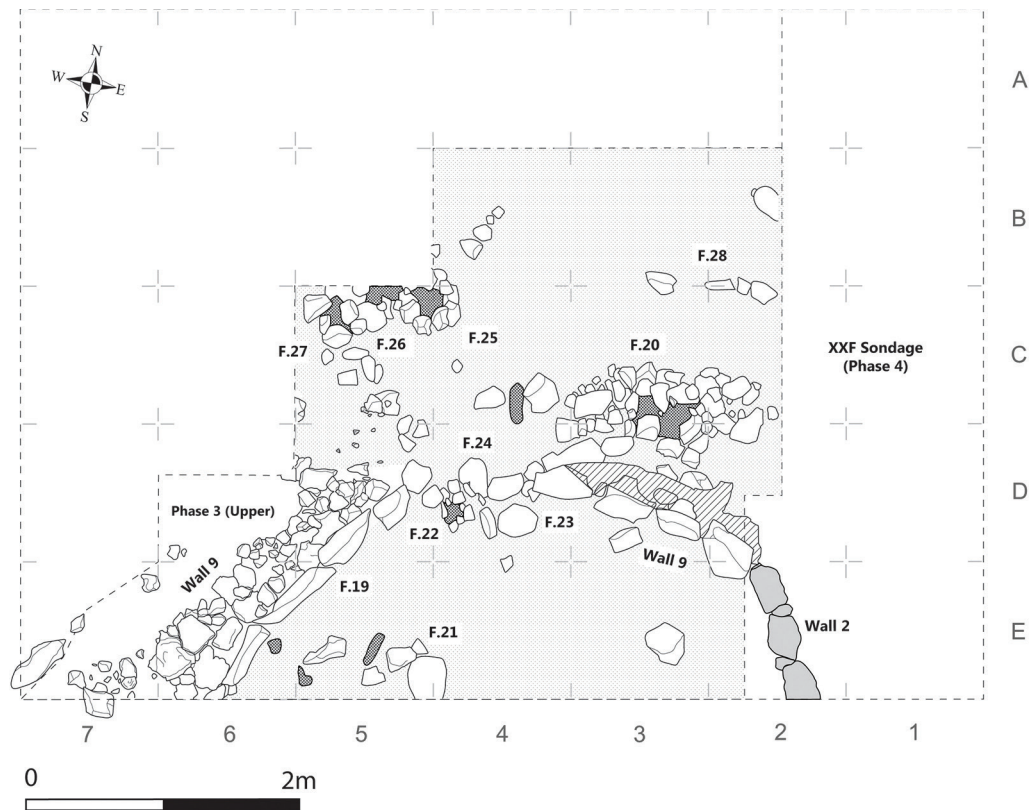 N
W
E
S
A
B
F.28
F.25
F.27
F.26
F.20
XXF Sondage
(Phase 4)
C
F.24
D
Phase 3 (Upper)
F.22
F.23
Wall 9
Wall 9
F.19
F.21
Wall 2
E
7
6
5
4
3
2
1
0
2m